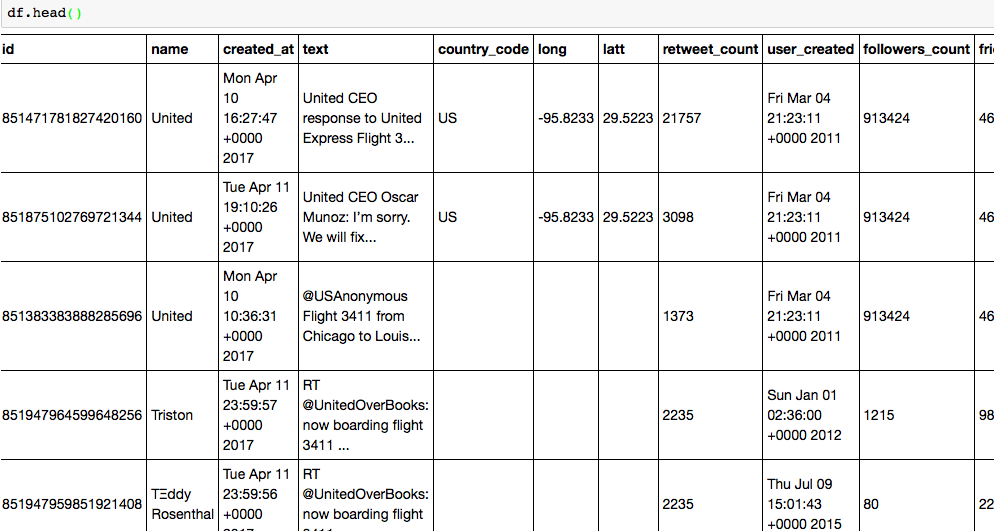 df.head()
id name created_at text country_code long latt retweet_count user_created followers_count fri
851471781827420160 United Mon Apr 10 16:27:47 +0000 2017 United CEO response to United Express Flight 3... US -95.8233 29.5223 21757 Fri Mar 04 21:23:11 +0000 2011 913424 46
851875102769721344 United Tue Apr 11 19:10:26 +0000 2017 United CEO Oscar Munoz: I’m sorry. We will fix... US -95.8233 29.5223 3098 Fri Mar 04 21:23:11 +0000 2011 913424 46
851383383888285696 United Mon Apr 10 10:36:31 +0000 2017 @USAnonymous Flight 3411 from Chicago to Louis... 1373 Fri Mar 04 21:23:11 +0000 2011 913424 46
851947964599648256 Triston Tue Apr 11 23:59:57 +0000 2017 RT @UnitedOverBooks: now boarding flight 3411 ... 2235 Sun Jan 01 02:36:00 +0000 2012 1215 98
851947959851921408 TΞddy Rosenthal Tue Apr 11 23:59:56 +0000 RT @UnitedOverBooks: now boarding flight 2235 Thu Jul 09 15:01:43 +0000 2015 80 22